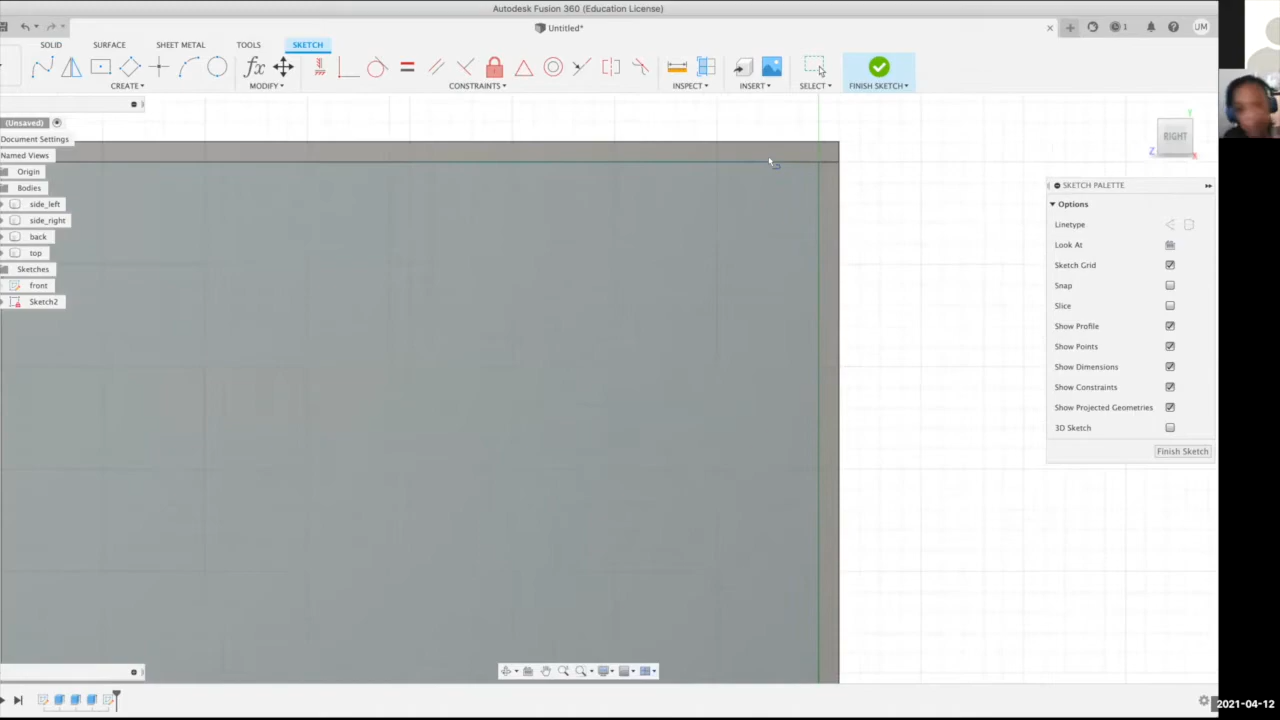 Autodesk Fusion 360 (Education License)
Untitled*
1
UM
SOLID SURFACE SHEET METAL TOOLS SKETCH
fx
CREATE MODIFY CONSTRAINTS INSPECT INSERT SELECT FINISH SKETCH
(Unsaved)
Document Settings
Named Views
Origin
Bodies
side_left
side_right
back
top
Sketches
front
Sketch2
Y
RIGHT
Z
X
SKETCH PALETTE
Options
Linetype
Look At
Sketch Grid
Snap
Slice
Show Profile
Show Points
Show Dimensions
Show Constraints
Show Projected Geometries
3D Sketch
Finish Sketch
2021-04-12